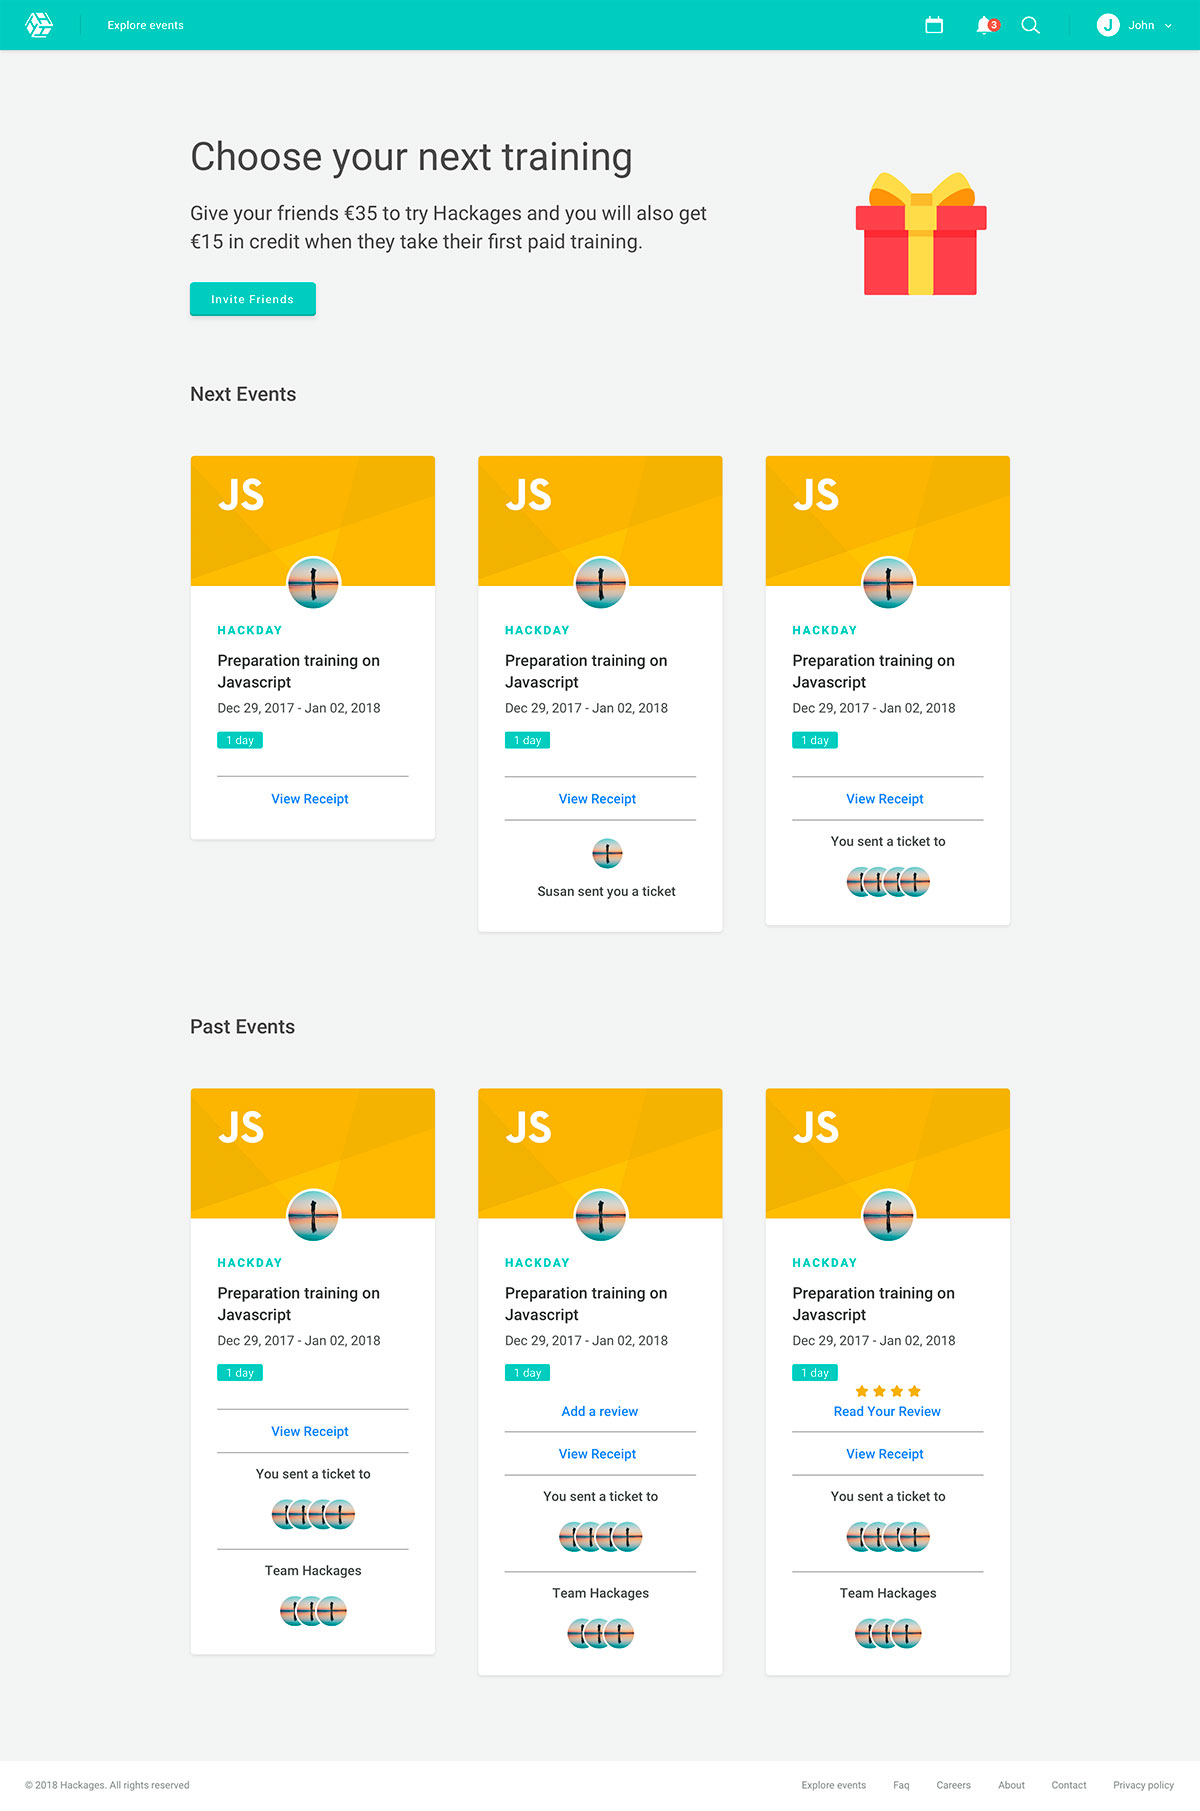 Explore events
3
J
John
Choose your next training
Give your friends €35 to try Hackages and you will also get
€15 in credit when they take their first paid training.
Invite Friends
Next Events
JS
HACKDAY
Preparation training on
Javascript
Dec 29, 2017 - Jan 02, 2018
1 day
View Receipt
JS
HACKDAY
Preparation training on
Javascript
Dec 29, 2017 - Jan 02, 2018
1 day
View Receipt
Susan sent you a ticket
JS
HACKDAY
Preparation training on
Javascript
Dec 29, 2017 - Jan 02, 2018
1 day
View Receipt
You sent a ticket to
Past Events
JS
HACKDAY
Preparation training on
Javascript
Dec 29, 2017 - Jan 02, 2018
1 day
View Receipt
You sent a ticket to
Team Hackages
JS
HACKDAY
Preparation training on
Javascript
Dec 29, 2017 - Jan 02, 2018
1 day
Add a review
View Receipt
You sent a ticket to
Team Hackages
JS
HACKDAY
Preparation training on
Javascript
Dec 29, 2017 - Jan 02, 2018
1 day
Read Your Review
View Receipt
You sent a ticket to
Team Hackages
© 2018 Hackages. All rights reserved
Explore events
Faq
Careers
About
Contact
Privacy policy